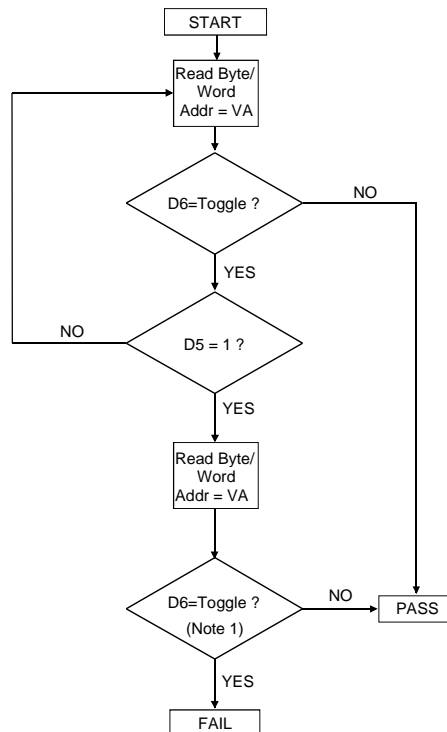 START
Read Byte/
Word
Addr = VA
D6=Toggle ?
NO
YES
D5 = 1 ?
NO
YES
Read Byte/
Word
Addr = VA
D6=Toggle ?
(Note 1)
NO
PASS
YES
FAIL